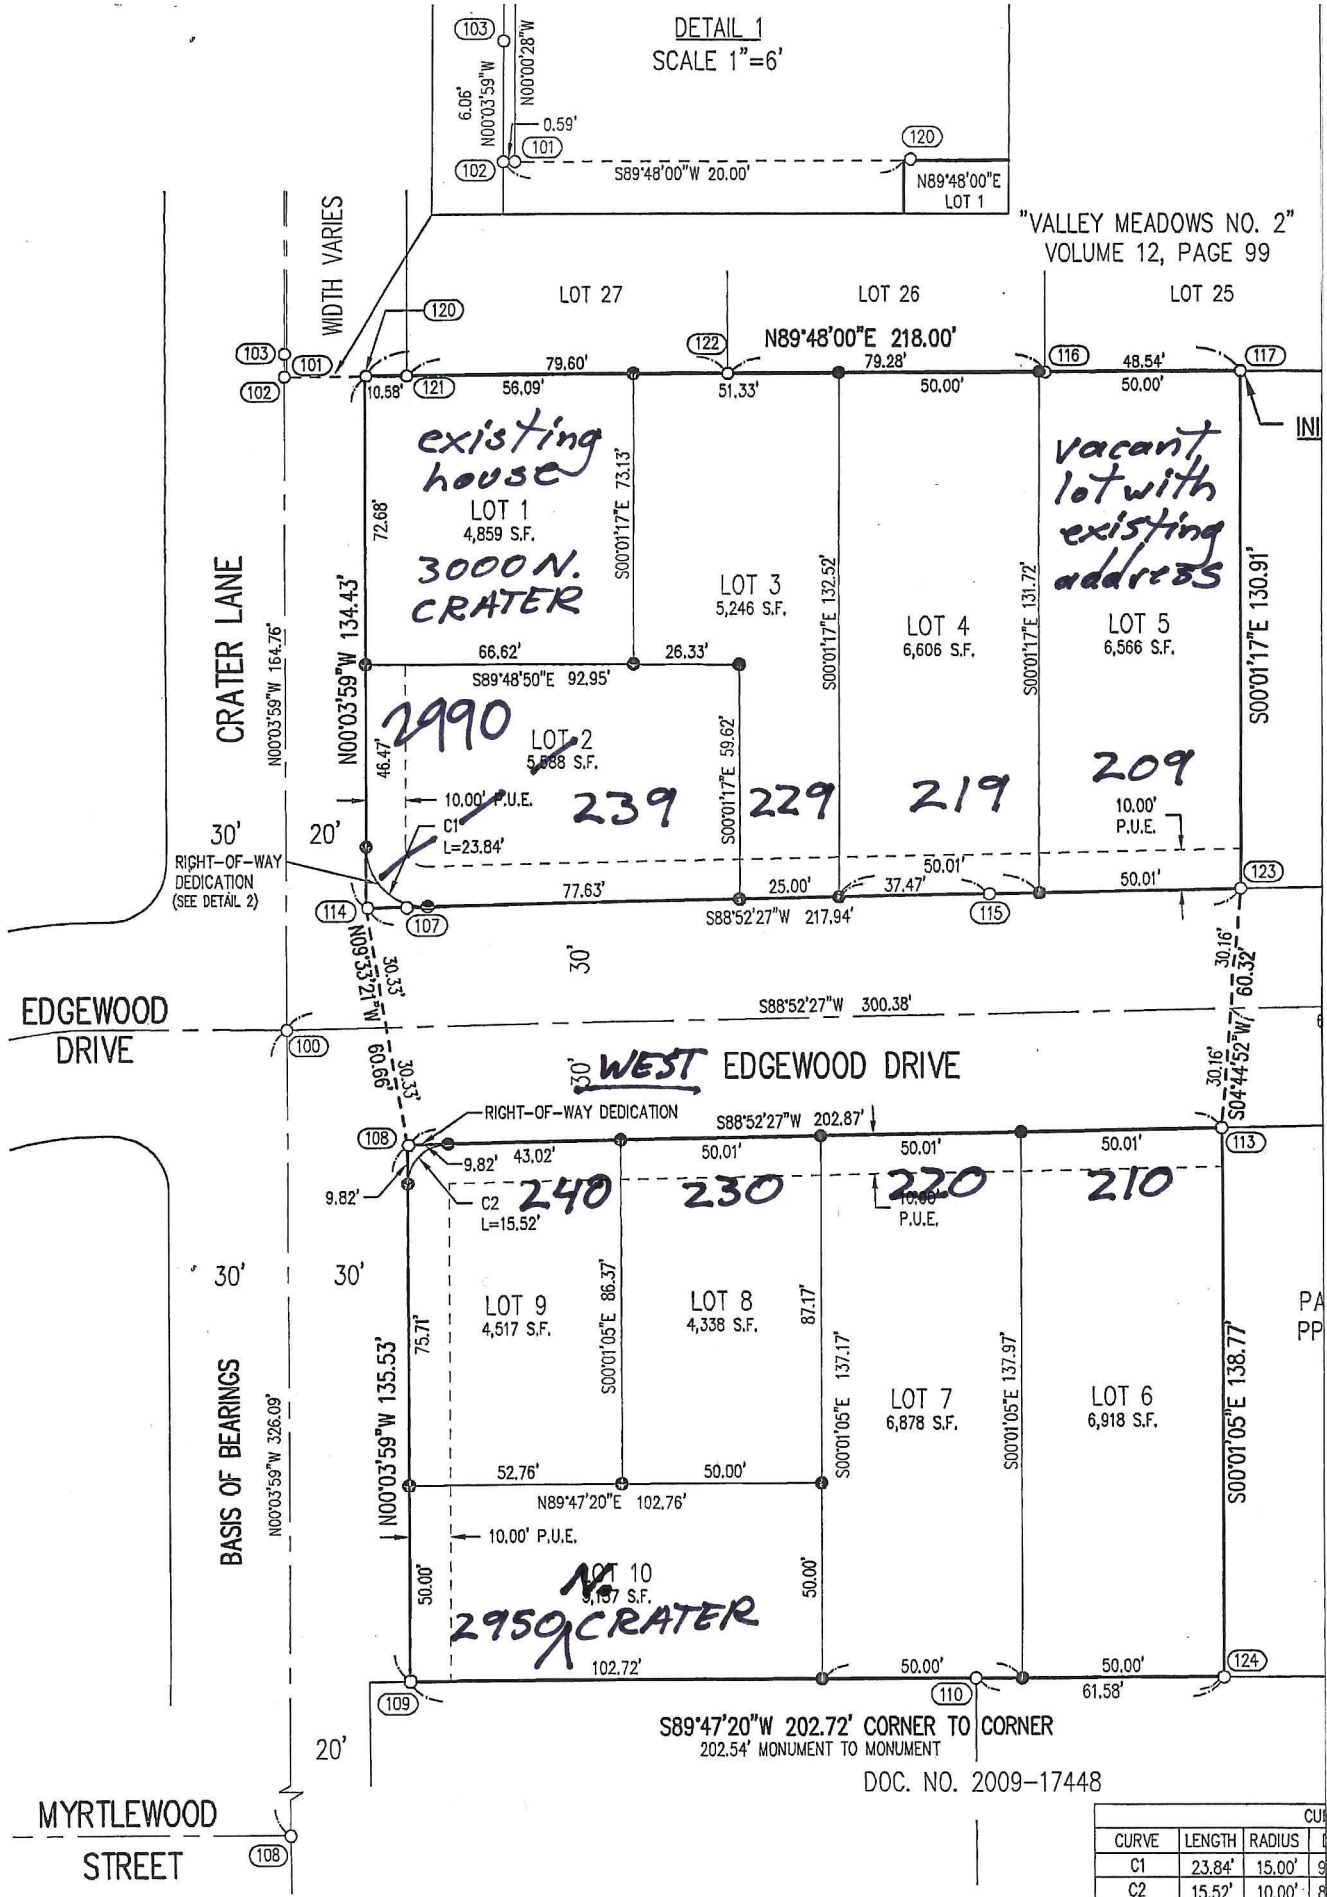 DETAIL 1
SCALE 1"=6'
103
6.06'
N00°03'59"W
N00°00'28"W
0.59'
101
102
120
S89°48'00"W 20.00'
N89°48'00"E
LOT 1
"VALLEY MEADOWS NO. 2"
VOLUME 12, PAGE 99
WIDTH VARIES
LOT 27
LOT 26
LOT 25
120
122
N89°48'00"E 218.00'
103
101
102
116
117
79.60'
79.28'
48.54'
10.58'
121
56.09'
51.33'
50.00'
50.00'
INI
existing
house
LOT 1
4,859 S.F.
3000 N.
CRATER
72.68'
S00°01'17"E 73.13'
vacant
lot with
existing
address
LOT 3
5,246 S.F.
S00°01'17"E 132.52'
LOT 4
6,606 S.F.
S00°01'17"E 131.72'
LOT 5
6,566 S.F.
S00°01'17"E 130.91'
CRATER LANE
N00°03'59"W 164.76'
N00°03'59"W 134.43'
66.62'
26.33'
S89°48'50"E 92.95'
2990
LOT 2
5,588 S.F.
46.47'
S00°01'17"E 59.62'
10.00' P.U.E.
239
229
219
209
C1
L=23.84'
10.00'
P.U.E.
30'
20'
RIGHT-OF-WAY
DEDICATION
(SEE DETAIL 2)
77.63'
25.00'
37.47'
50.01'
50.01'
123
114
107
S88°52'27"W 217.94'
115
N09°33'21"W 60.66'
30.33'
30.33'
30'
30.16'
30.16'
S04°44'52"W 60.32'
EDGEWOOD
DRIVE
100
S88°52'27"W 300.38'
30'
WEST EDGEWOOD DRIVE
RIGHT-OF-WAY DEDICATION
108
S88°52'27"W 202.87'
113
43.02'
50.01'
50.01'
50.01'
9.82'
9.82'
C2
L=15.52'
240
230
220
210
10.00'
P.U.E.
30'
30'
LOT 9
4,517 S.F.
S00°01'05"E 86.37'
LOT 8
4,338 S.F.
87.17'
S00°01'05"E 137.17'
LOT 7
6,878 S.F.
S00°01'05"E 137.97'
LOT 6
6,918 S.F.
S00°01'05"E 138.77'
PA
PP
75.71'
N00°03'59"W 135.53'
BASIS OF BEARINGS
N00°03'59"W 326.09'
52.76'
50.00'
N89°47'20"E 102.76'
10.00' P.U.E.
50.00'
LOT 10
S.F.
50.00'
N.
2950 CRATER
102.72'
50.00'
50.00'
124
109
110
61.58'
S89°47'20"W 202.72' CORNER TO CORNER
202.54' MONUMENT TO MONUMENT
20'
DOC. NO. 2009-17448
MYRTLEWOOD
STREET
108
CURVE LENGTH RADIUS
C1 23.84' 15.00' 9
C2 15.52' 10.00' 8